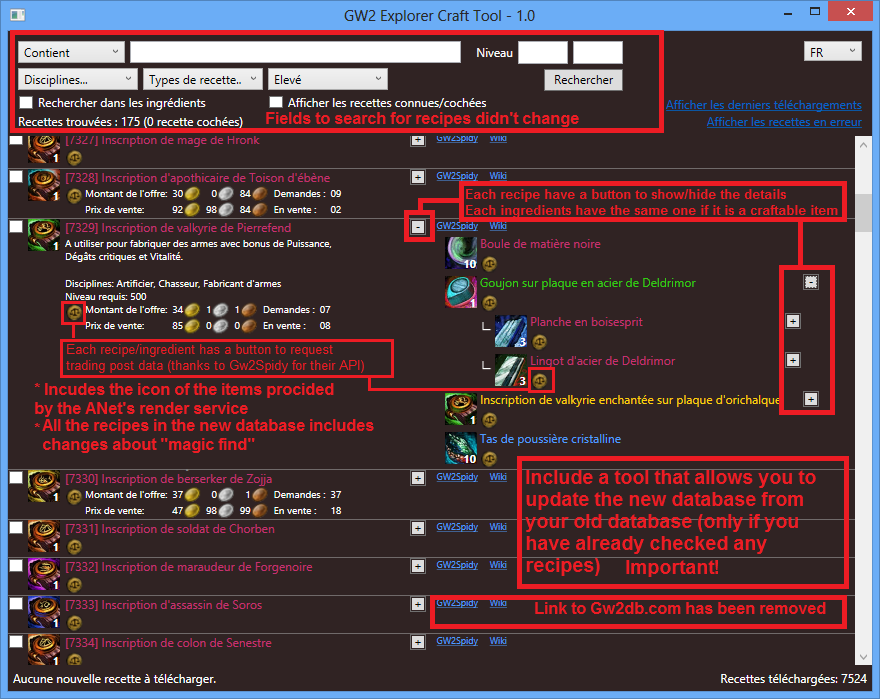 GW2 Explorer Craft Tool - 1.0
Contient
Niveau
FR
Disciplines...
Types de recette..
Elevé
Rechercher
Rechercher dans les ingrédients
Afficher les recettes connues/cochées
Afficher les derniers téléchargements
Recettes trouvées : 175 (0 recette cochées)
Fields to search for recipes didn't change
Afficher les recettes en erreur
[7327] Inscription de mage de Hronk
GW2Spidy Wiki
1
[7328] Inscription d'apothicaire de Toison d'ébène
GW2Spidy Wiki
1
Montant de l'offre: 30 0 84 Demandes : 09
Prix de vente: 92 98 84 En vente : 02
Each recipe have a button to show/hide the details
Each ingredients have the same one if it is a craftable item
[7329] Inscription de valkyrie de Pierrefend
GW2Spidy Wiki
1
A utiliser pour fabriquer des armes avec bonus de Puissance,
Dégâts critiques et Vitalité.
Boule de matière noire
10
Disciplines: Artificier, Chasseur, Fabricant d'armes
Niveau requis: 500
Goujon sur plaque en acier de Deldrimor
1
Montant de l'offre: 34 1 1 Demandes : 07
Prix de vente: 85 0 0 En vente : 08
Planche en boisesprit
3
Each recipe/ingredient has a button to request
trading post data (thanks to Gw2Spidy for their API)
Lingot d'acier de Deldrimor
3
* Incudes the icon of the items procided
by the ANet's render service
* All the recipes in the new database includes
changes about "magic find"
Inscription de valkyrie enchantée sur plaque d'orichalque
1
Tas de poussière cristalline
10
[7330] Inscription de berserker de Zojja
GW2Spidy Wiki
1
Montant de l'offre: 37 0 1 Demandes : 37
Prix de vente: 47 98 99 En vente : 18
Include a tool that allows you to
update the new database from
your old database (only if you
have already checked any
recipes) Important!
[7331] Inscription de soldat de Chorben
GW2Spidy Wiki
1
[7332] Inscription de maraudeur de Forgenoire
GW2Spidy Wiki
1
[7333] Inscription d'assassin de Soros
GW2Spidy Wiki
1
Link to Gw2db.com has been removed
[7334] Inscription de colon de Senestre
GW2Spidy Wiki
1
Aucune nouvelle recette à télécharger.
Recettes téléchargées: 7524